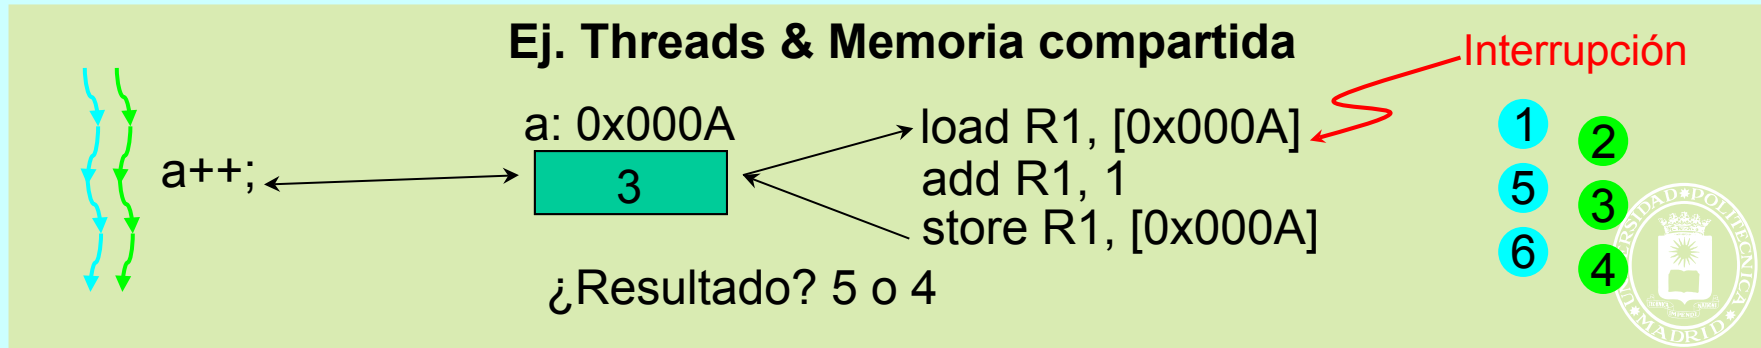 Ej. Threads & Memoria compartida
Interrupción
a++;
a: 0x000A
3
load R1, [0x000A]
add R1, 1
store R1, [0x000A]
¿Resultado? 5 o 4
1
2
5
3
6
4